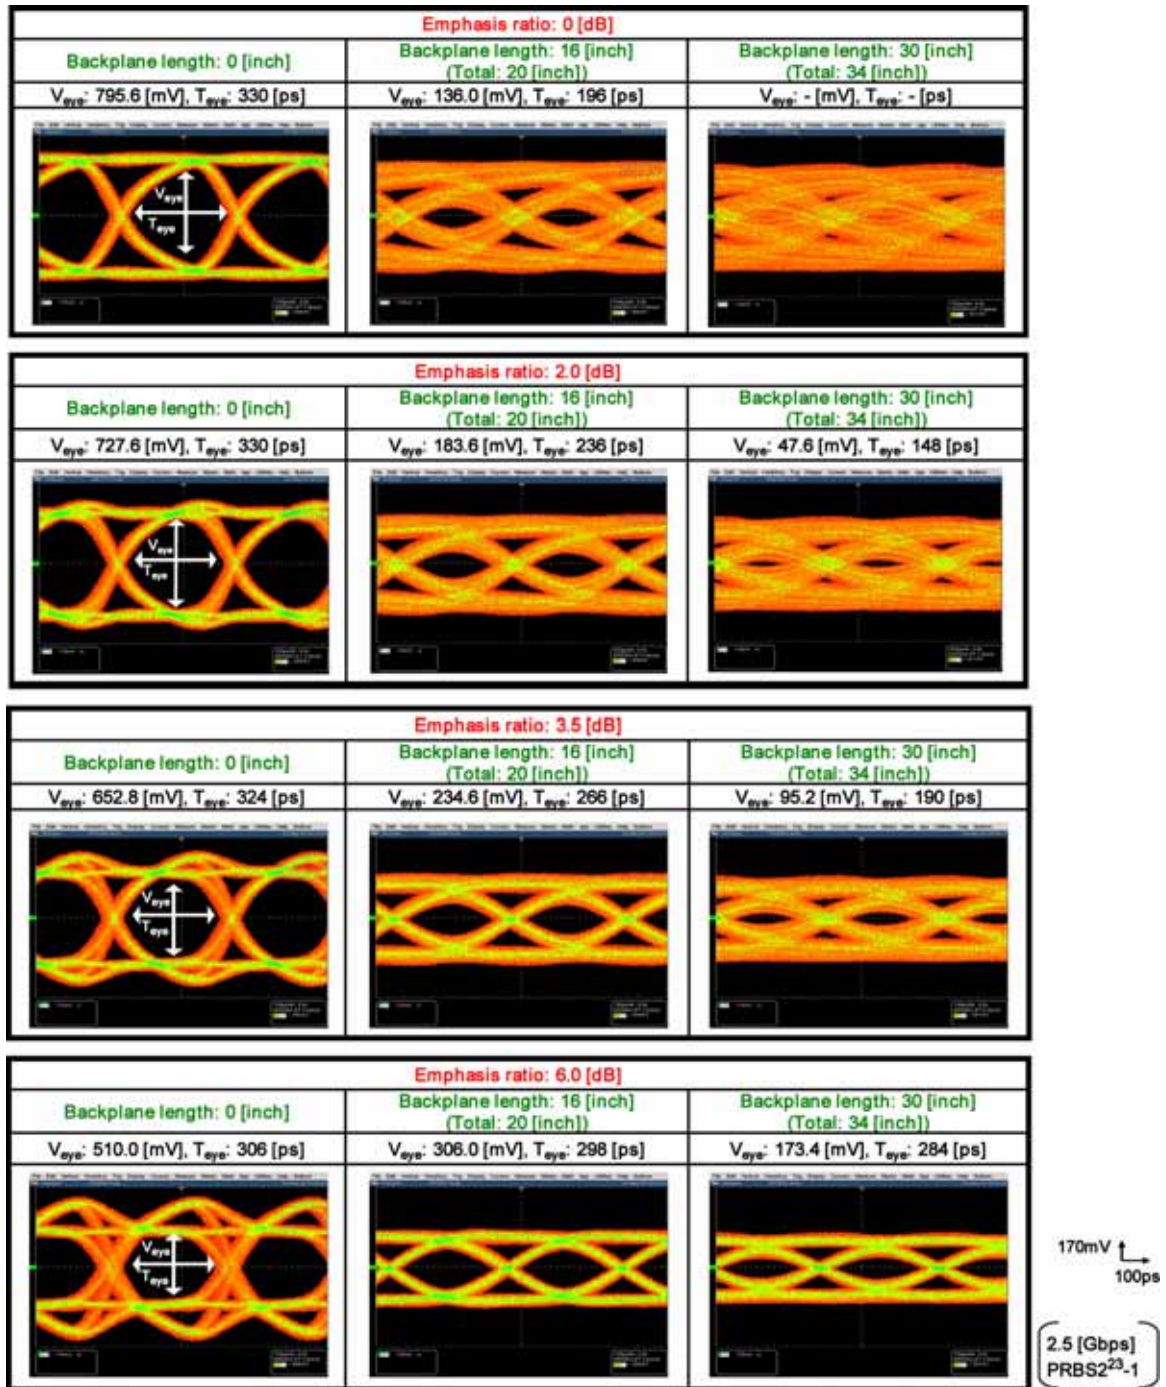 Emphasis ratio: 0 [dB]
Backplane length: 0 [inch]
Backplane length: 16 [inch]
(Total: 20 [inch])
Backplane length: 30 [inch]
(Total: 34 [inch])
Veye: 795.6 [mV], Teye: 330 [ps]
Veye: 136.0 [mV], Teye: 196 [ps]
Veye: - [mV], Teye: - [ps]
Veye
Teye
Emphasis ratio: 2.0 [dB]
Backplane length: 0 [inch]
Backplane length: 16 [inch]
(Total: 20 [inch])
Backplane length: 30 [inch]
(Total: 34 [inch])
Veye: 727.6 [mV], Teye: 330 [ps]
Veye: 183.6 [mV], Teye: 236 [ps]
Veye: 47.6 [mV], Teye: 148 [ps]
Veye
Teye
Emphasis ratio: 3.5 [dB]
Backplane length: 0 [inch]
Backplane length: 16 [inch]
(Total: 20 [inch])
Backplane length: 30 [inch]
(Total: 34 [inch])
Veye: 652.8 [mV], Teye: 324 [ps]
Veye: 234.6 [mV], Teye: 266 [ps]
Veye: 95.2 [mV], Teye: 190 [ps]
Veye
Teye
Emphasis ratio: 6.0 [dB]
Backplane length: 0 [inch]
Backplane length: 16 [inch]
(Total: 20 [inch])
Backplane length: 30 [inch]
(Total: 34 [inch])
Veye: 510.0 [mV], Teye: 306 [ps]
Veye: 306.0 [mV], Teye: 298 [ps]
Veye: 173.4 [mV], Teye: 284 [ps]
Veye
Teye
170mV
100ps
2.5 [Gbps]
PRBS2²³-1